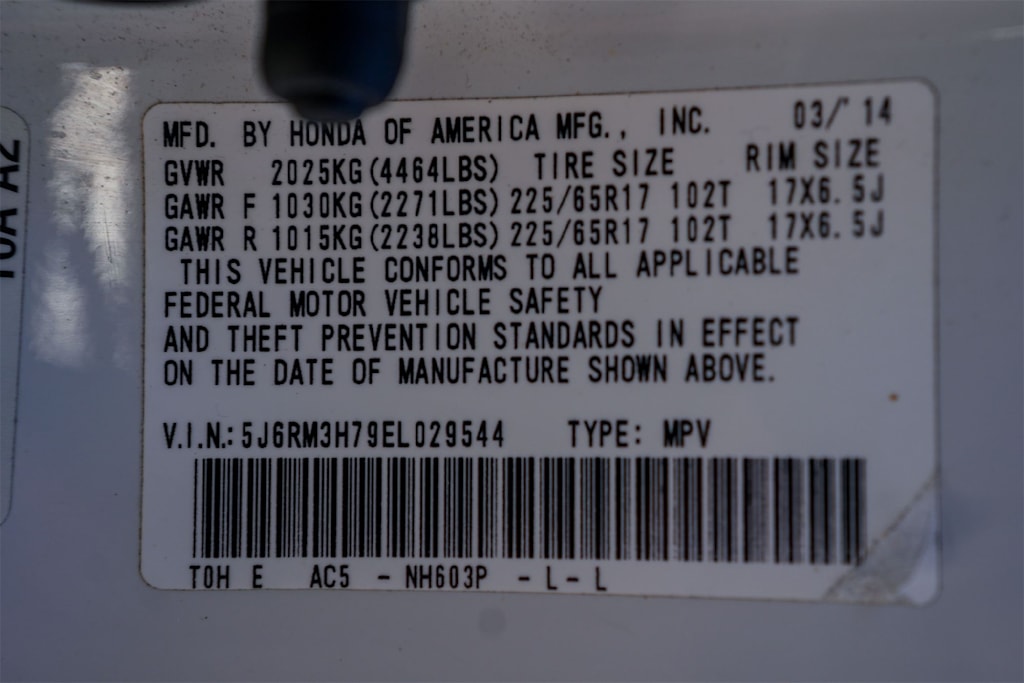 MFD. BY HONDA OF AMERICA MFG., INC. 03/'14
GVWR 2025KG(4464LBS) TIRE SIZE RIM SIZE
GAWR F 1030KG(2271LBS) 225/65R17 102T 17X6.5J
GAWR R 1015KG(2238LBS) 225/65R17 102T 17X6.5J
THIS VEHICLE CONFORMS TO ALL APPLICABLE
FEDERAL MOTOR VEHICLE SAFETY
AND THEFT PREVENTION STANDARDS IN EFFECT
ON THE DATE OF MANUFACTURE SHOWN ABOVE.
V.I.N.: 5J6RM3H79EL029544 TYPE: MPV
T0H E AC5 - NH603P - L - L